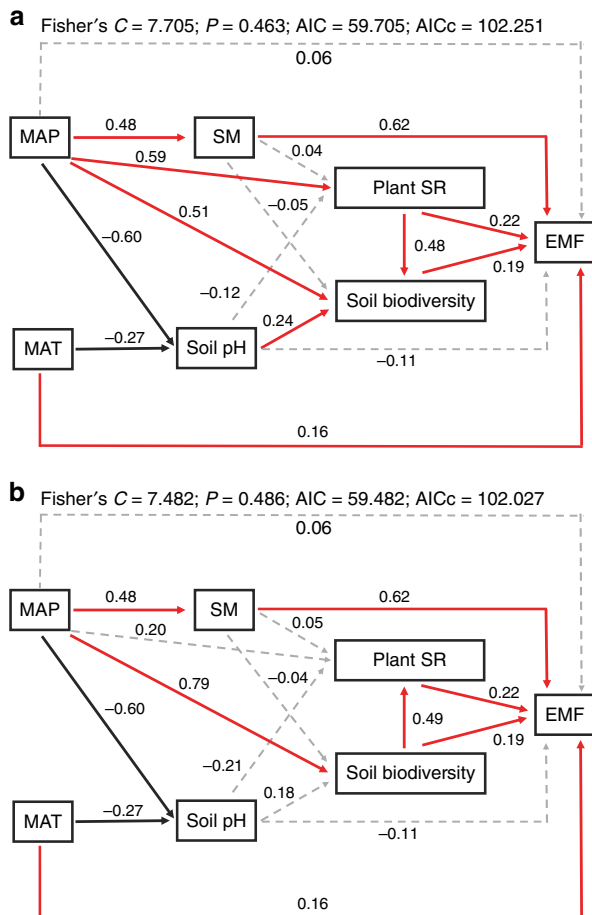 a
Fisher's C = 7.705; P = 0.463; AIC = 59.705; AICc = 102.251
0.06
MAP
0.48
SM
0.62
0.04
0.59
Plant SR
−0.05
0.51
0.22
EMF
−0.60
0.48
0.19
−0.12
Soil biodiversity
0.24
MAT
−0.27
Soil pH
−0.11
0.16
b
Fisher's C = 7.482; P = 0.486; AIC = 59.482; AICc = 102.027
0.06
MAP
0.48
SM
0.62
0.05
0.20
Plant SR
−0.04
0.79
0.22
EMF
−0.60
0.49
0.19
−0.21
Soil biodiversity
0.18
MAT
−0.27
Soil pH
−0.11
0.16